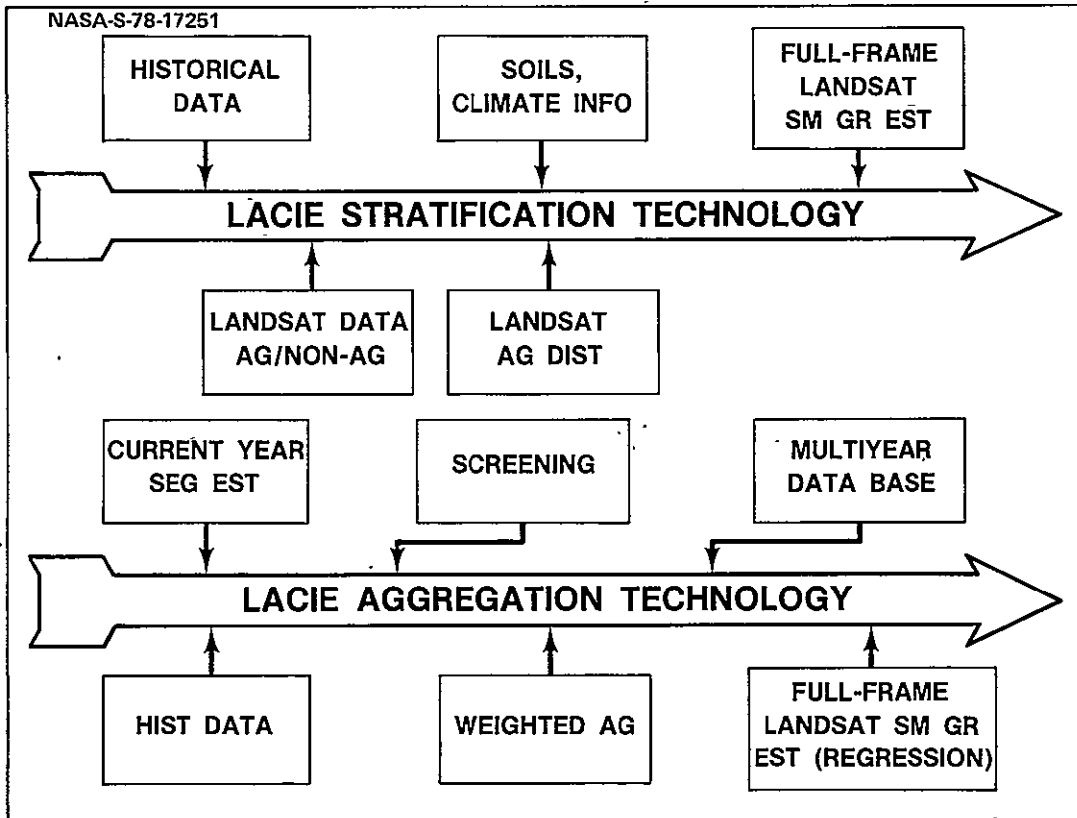 NASA-S-78-17251
HISTORICAL
DATA
SOILS,
CLIMATE INFO
FULL-FRAME
LANDSAT
SM GR EST
LACIE STRATIFICATION TECHNOLOGY
LANDSAT DATA
AG/NON-AG
LANDSAT
AG DIST
CURRENT YEAR
SEG EST
SCREENING
MULTIYEAR
DATA BASE
LACIE AGGREGATION TECHNOLOGY
HIST DATA
WEIGHTED AG
FULL-FRAME
LANDSAT SM GR
EST (REGRESSION)